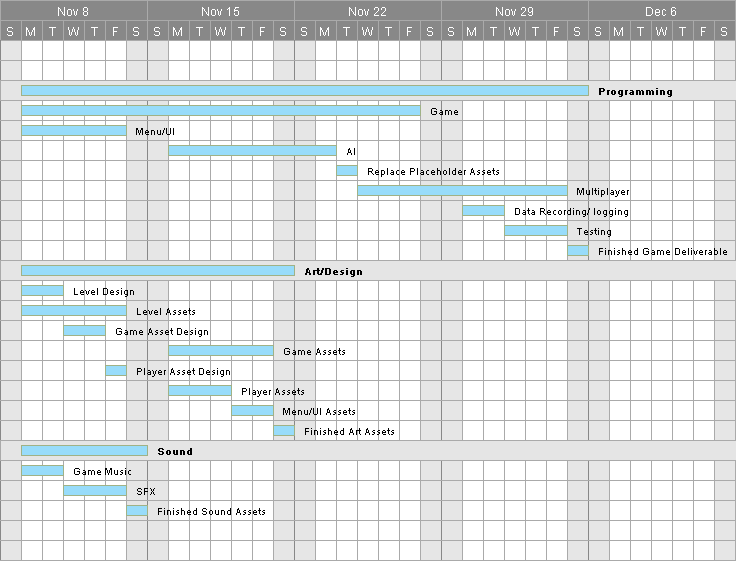 Nov 8 Nov 15 Nov 22 Nov 29 Dec 6
S M T W T F S S M T W T F S S M T W T F S S M T W T F S S M T W T F S
Programming
Game
Menu/UI
AI
Replace Placeholder Assets
Multiplayer
Data Recording/ logging
Testing
Finished Game Deliverable
Art/Design
Level Design
Level Assets
Game Asset Design
Game Assets
Player Asset Design
Player Assets
Menu/UI Assets
Finished Art Assets
Sound
Game Music
SFX
Finished Sound Assets